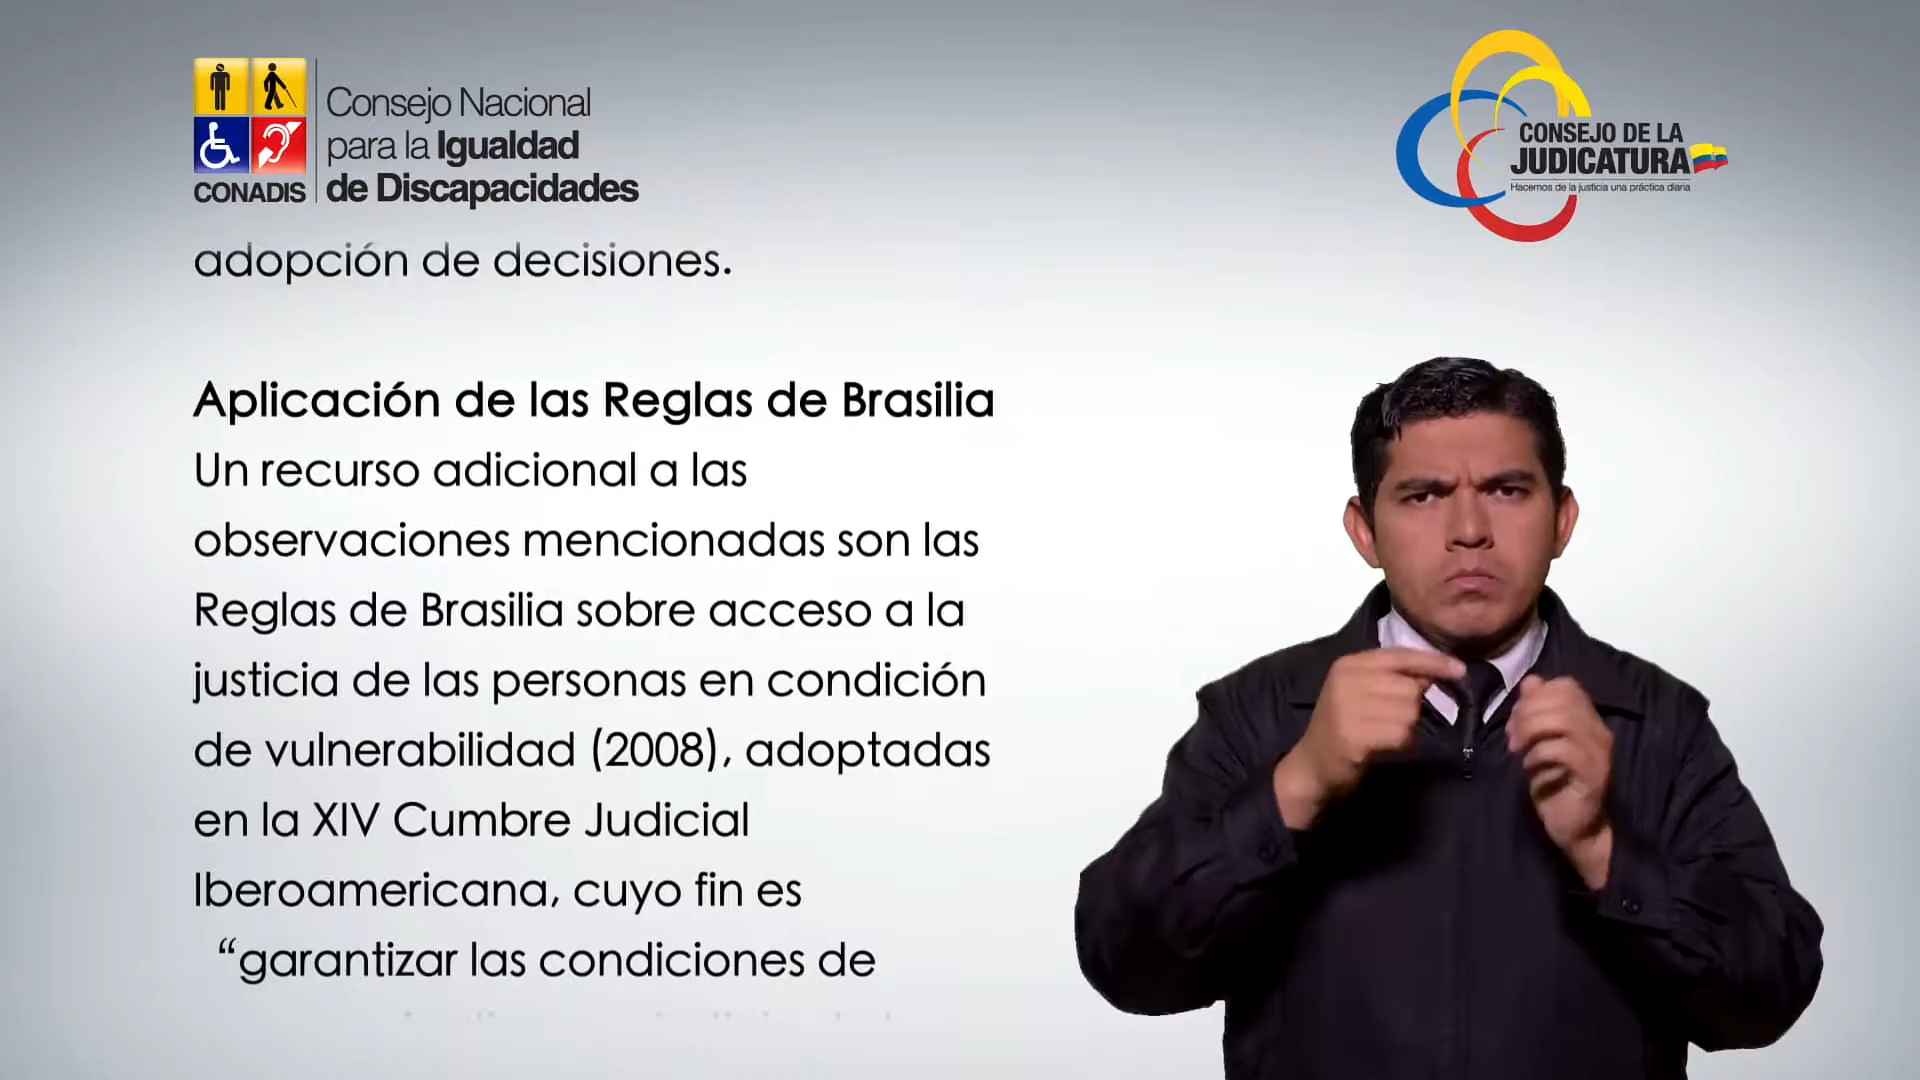 Consejo Nacional
para la Igualdad
de Discapacidades
CONADIS
CONSEJO DE LA
JUDICATURA
Hacemos de la justicia una práctica diaria
adopción de decisiones.
Aplicación de las Reglas de Brasilia
Un recurso adicional a las
observaciones mencionadas son las
Reglas de Brasilia sobre acceso a la
justicia de las personas en condición
de vulnerabilidad (2008), adoptadas
en la XIV Cumbre Judicial
Iberoamericana, cuyo fin es
“garantizar las condiciones de